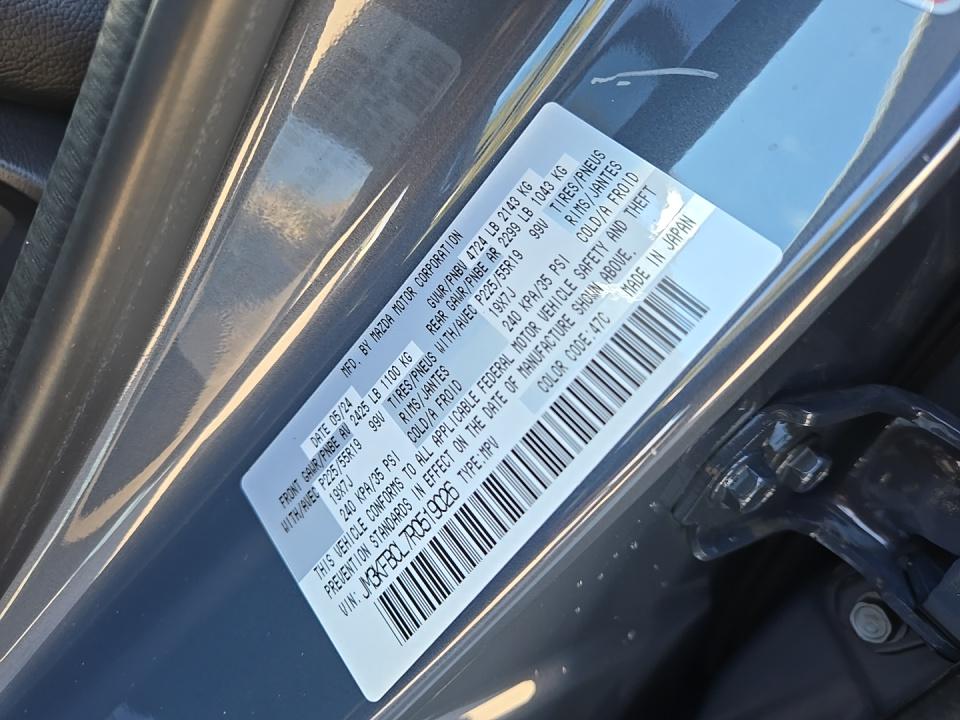 MFD. BY MAZDA MOTOR CORPORATION
DATE 05/24 GVWR/PNBV 4724 LB 2143 KG
FRONT GAWR/PNBE AV 2425 LB 1100 KG REAR GAWR/PNBE AR 2299 LB 1043 KG
WITH/AVEC P225/55R19 99V TIRES/PNEUS WITH/AVEC P225/55R19 99V TIRES/PNEUS
19X7J RIMS/JANTES 19X7J RIMS/JANTES
240 KPA/35 PSI COLD/A FROID 240 KPA/35 PSI COLD/A FROID
THIS VEHICLE CONFORMS TO ALL APPLICABLE FEDERAL MOTOR VEHICLE SAFETY AND THEFT
PREVENTION STANDARDS IN EFFECT ON THE DATE OF MANUFACTURE SHOWN ABOVE.
VIN: JM3KFBCL7R0519026 TYPE:MPV COLOR CODE:47C MADE IN JAPAN